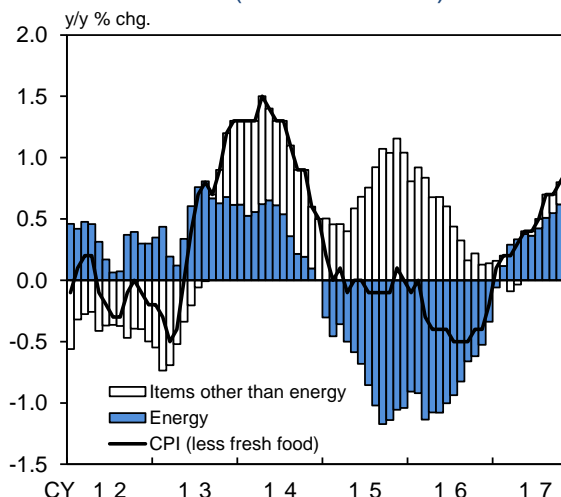 y/y % chg.
2.0
1.5
1.0
0.5
0.0
-0.5
-1.0
-1.5
Items other than energy
Energy
CPI (less fresh food)
CY 12 13 14 15 16 17